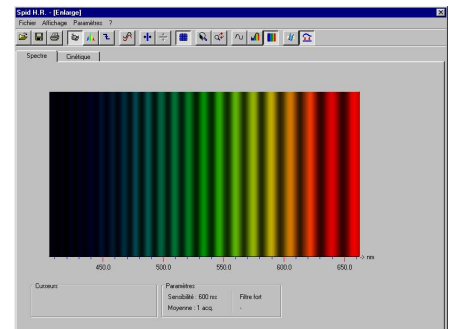 Spid H.R. - [Enlarge]
Fichier Affichage Paramètres ?
Spectre Cinétique
nm
450.0 500.0 550.0 600.0 650.0
Curseurs Paramètres
Sensibilité : 600 ms Filtre fort
Moyenne : 1 acq. -